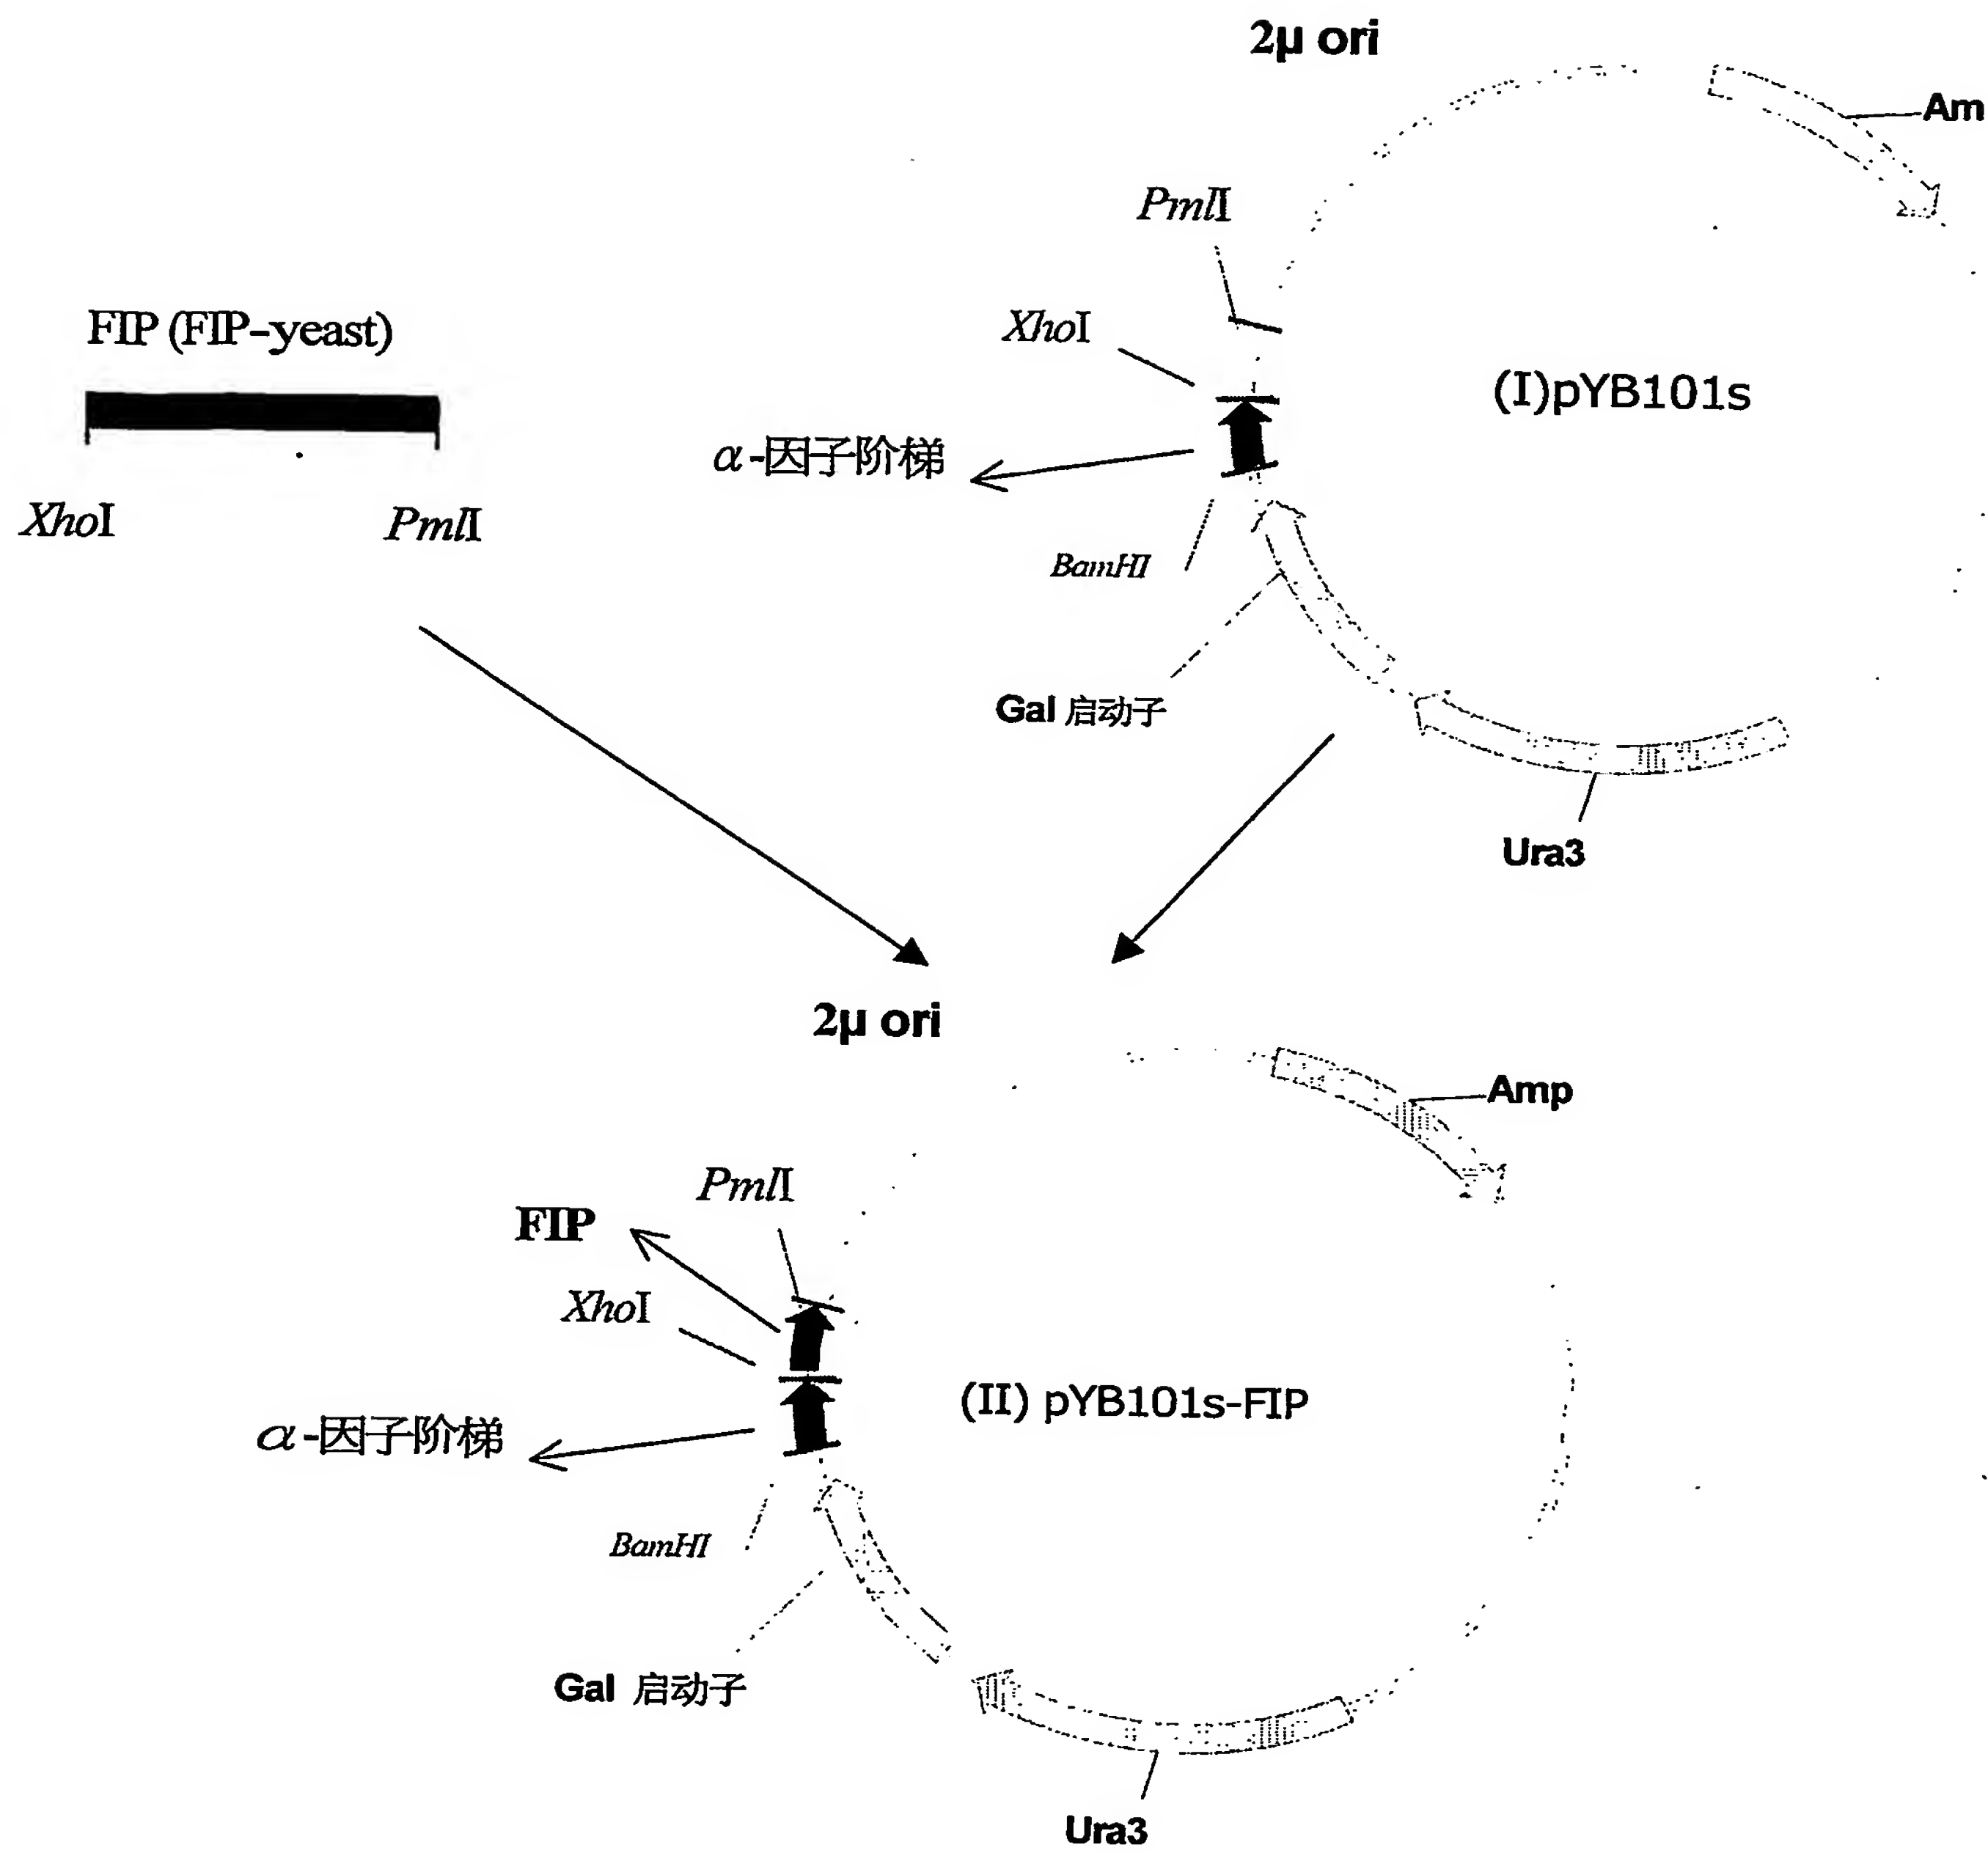 2μ ori
Am
PmlI
FIP (FIP-yeast)
XhoI
(I)pYB101s
α-因子阶梯
XhoI
PmlI
BamHI
Gal 启动子
Ura3
2μ ori
Amp
PmlI
FIP
XhoI
(II) pYB101s-FIP
α-因子阶梯
BamHI
Gal 启动子
Ura3